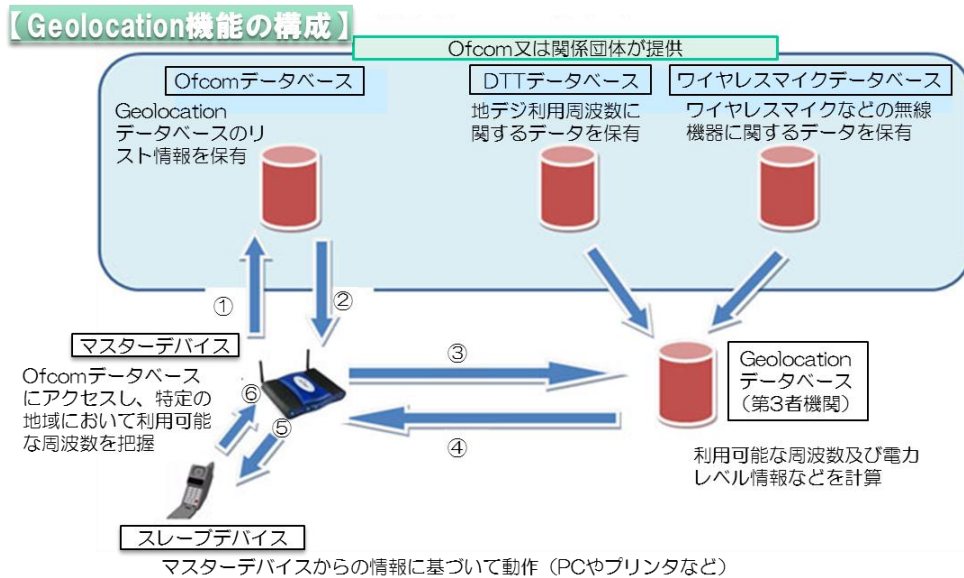 【Geolocation機能の構成】
Ofcom又は関係団体が提供
Ofcomデータベース
Geolocation
データベースのリ
スト情報を保有
DTTデータベース
地デジ利用周波数に
関するデータを保有
ワイヤレスマイクデータベース
ワイヤレスマイクなどの無線
機器に関するデータを保有
①
②
マスターデバイス
Ofcomデータベース
にアクセスし、特定の
地域において利用可能
な周波数を把握
③
④
⑥
⑤
Geolocation
データベース
（第3者機関）
利用可能な周波数及び電力
レベル情報などを計算
スレーブデバイス
マスターデバイスからの情報に基づいて動作（PCやプリンタなど）